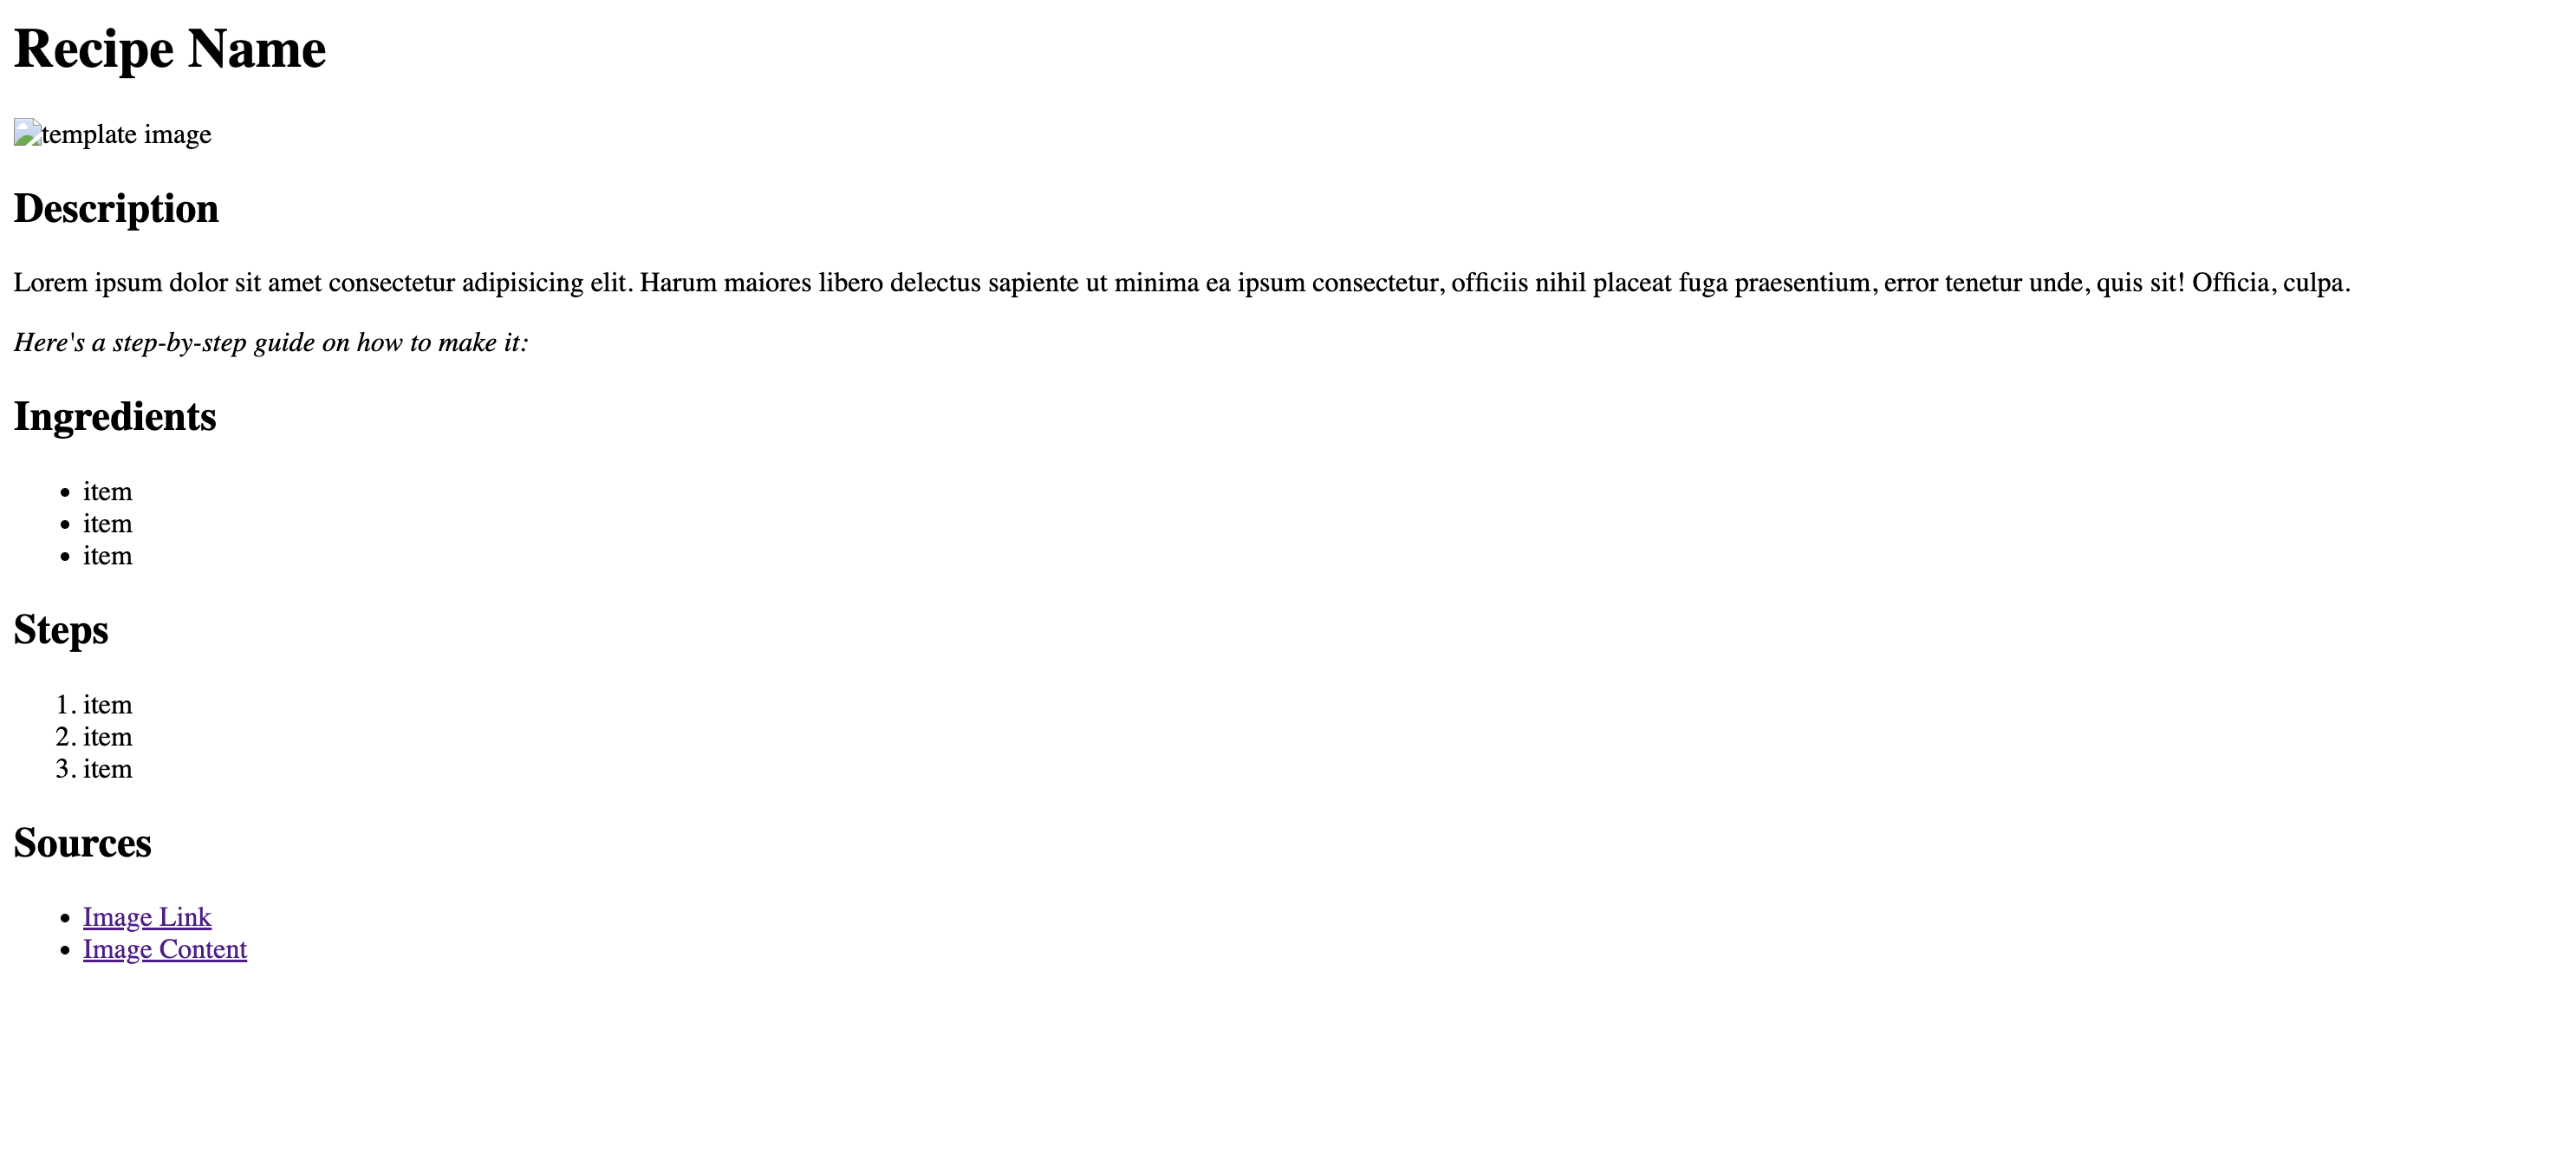 Recipe Name
template image
Description
Lorem ipsum dolor sit amet consectetur adipisicing elit. Harum maiores libero delectus sapiente ut minima ea ipsum consectetur, officiis nihil placeat fuga praesentium, error tenetur unde, quis sit! Officia, culpa.
Here's a step-by-step guide on how to make it:
Ingredients
• item
• item
• item
Steps
1. item
2. item
3. item
Sources
• Image Link
• Image Content